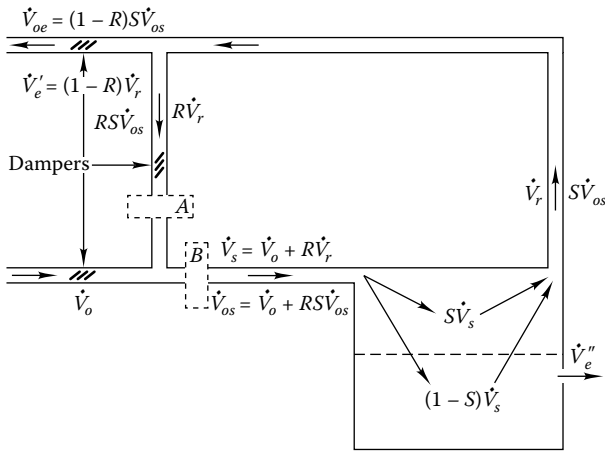 V̇oe = (1 – R)SV̇os
V̇e′ = (1 – R)V̇r
RSV̇os
RV̇r
Dampers
A
V̇r
SV̇os
B
V̇s = V̇o + RV̇r
V̇o
V̇os = V̇o + RSV̇os
SV̇s
V̇e″
(1 – S)V̇s